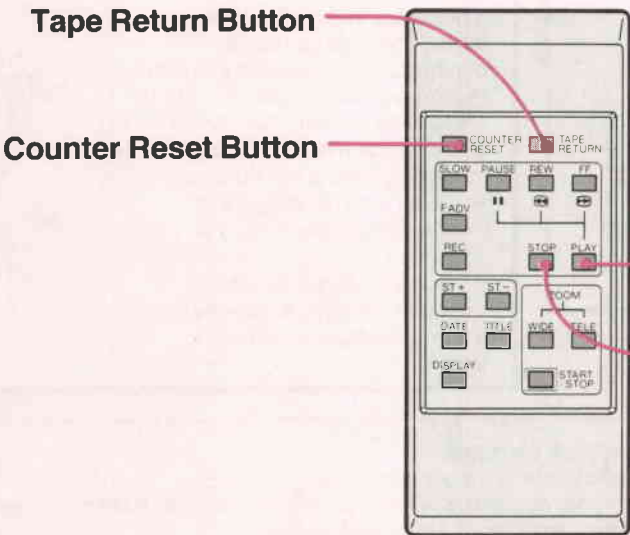 Tape Return Button
Counter Reset Button
COUNTER RESET
TAPE RETURN
SLOW PAUSE REW FF
F.ADV
REC STOP PLAY
ST + ST −
ZOOM
DATE TITLE WIDE TELE
DISPLAY
START STOP